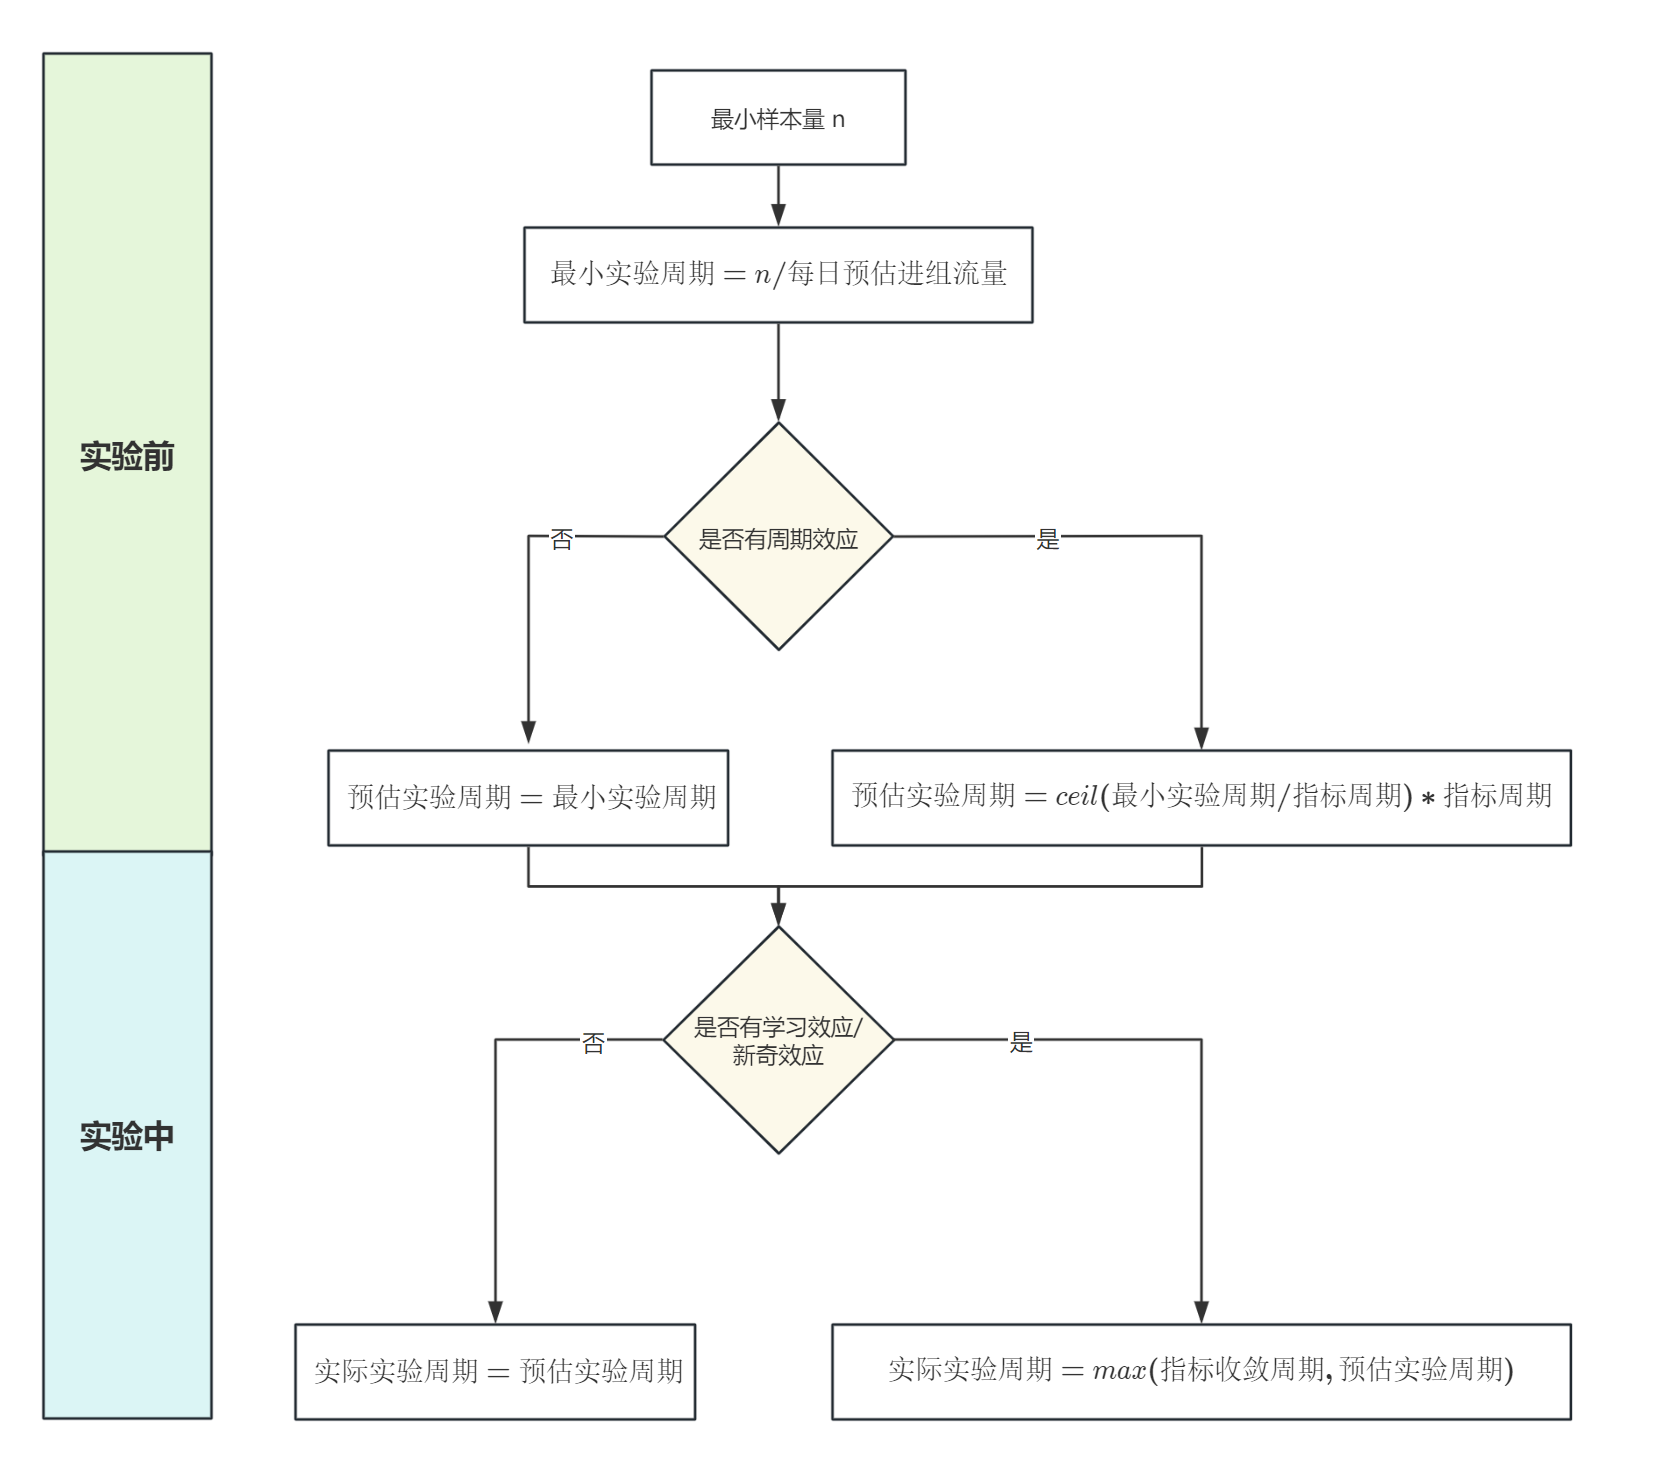 实验前
最小样本量 n
最小实验周期 = n/每日预估进组流量
是否有周期效应
否
是
预估实验周期 = 最小实验周期
预估实验周期 = ceil(最小实验周期/指标周期) * 指标周期
实验中
是否有学习效应/
新奇效应
否
是
实际实验周期 = 预估实验周期
实际实验周期 = max(指标收敛周期, 预估实验周期)